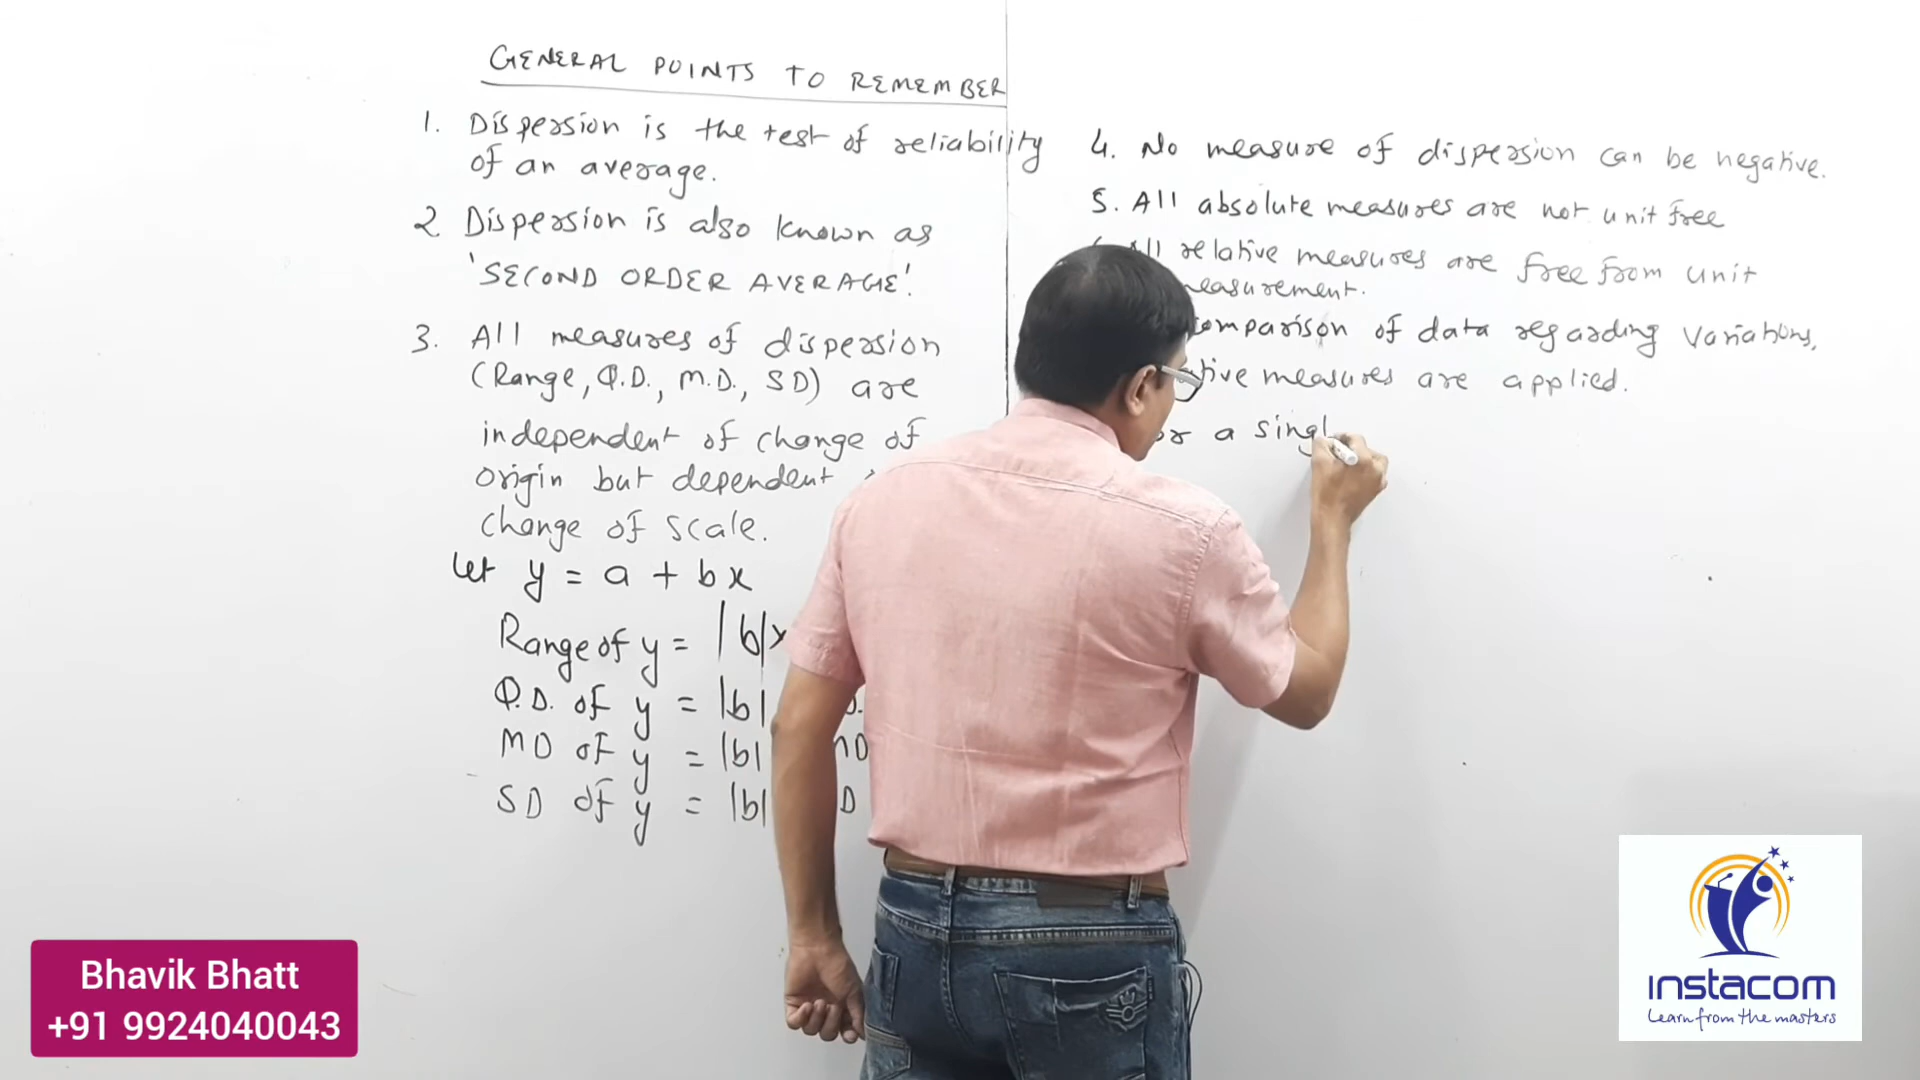 GENERAL POINTS TO REMEMBER
1. Dispersion is the test of reliability
of an average.
2 Dispersion is also known as
'SECOND ORDER AVERAGE'.
3. All measures of dispersion
(Range, Q.D., M.D., SD) are
independent of change of
origin but dependent
change of scale.
Let y = a + bx
Range of y = |b|x
Q.D. of y = |b| D.
MD of y = |b| MD
SD of y = |b| D
4. No measure of dispersion can be negative.
5. All absolute measures are not unit free
All relative measures are free from unit
measurement.
comparison of data regarding variations,
measures are applied.
a singl
Bhavik Bhatt
+91 9924040043
instacom
Learn from the masters